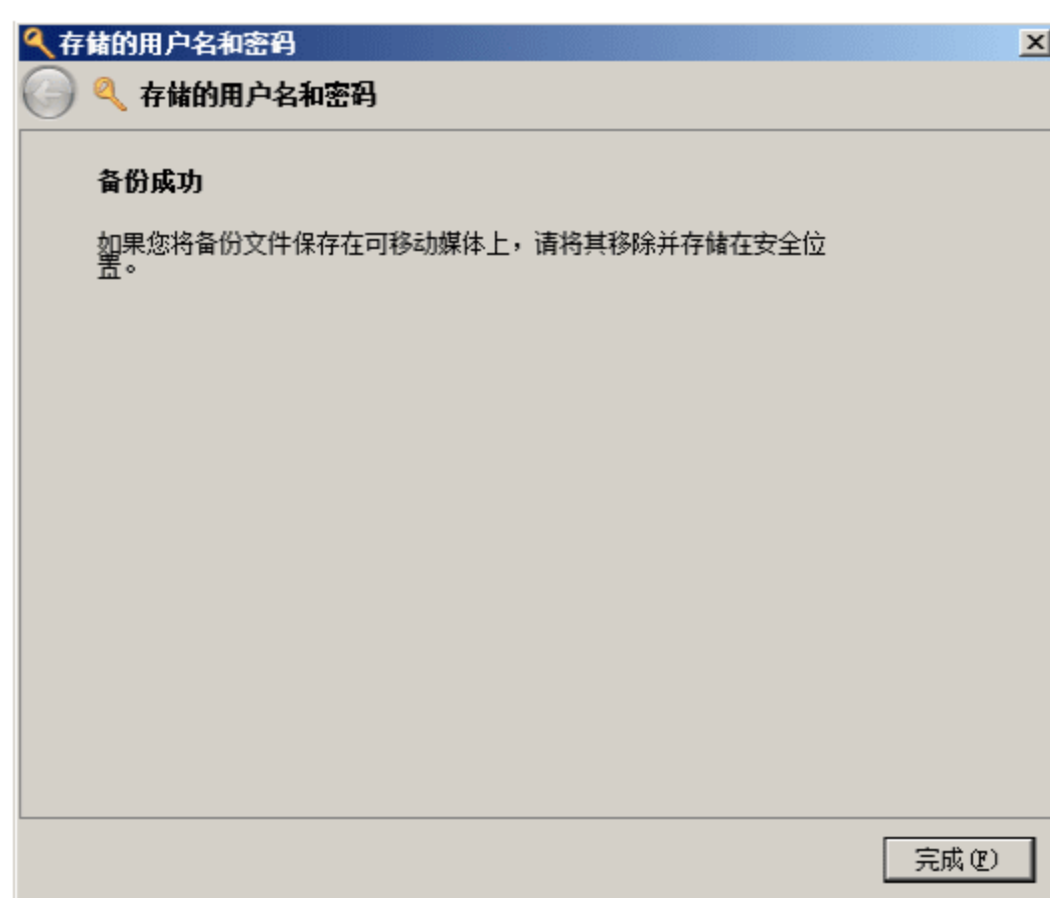 存储的用户名和密码
存储的用户名和密码
备份成功
如果您将备份文件保存在可移动媒体上，请将其移除并存储在安全位
置。
完成(F)